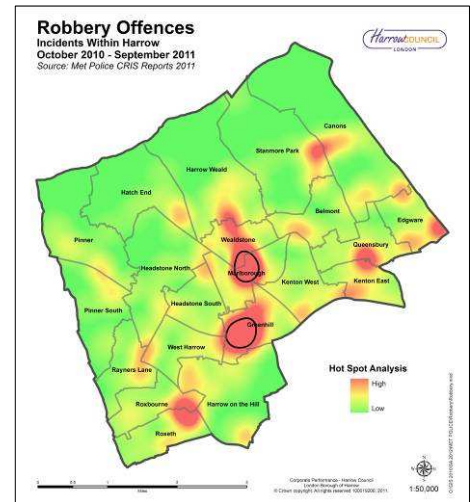 Robbery Offences
Incidents Within Harrow
October 2010 - September 2011
Source: Met Police CRIS Reports 2011
HarrowCOUNCIL
LONDON
Canons
Stanmore Park
Harrow Weald
Hatch End
Belmont
Edgware
Pinner
Wealdstone
Queensbury
Headstone North
Marlborough
Kenton West
Kenton East
Pinner South
Headstone South
Greenhill
West Harrow
Rayners Lane
Hot Spot Analysis
High
Low
Roxbourne
Harrow on the Hill
Roxeth
Corporate Performance - Harrow Council
London Borough of Harrow
1:50,000